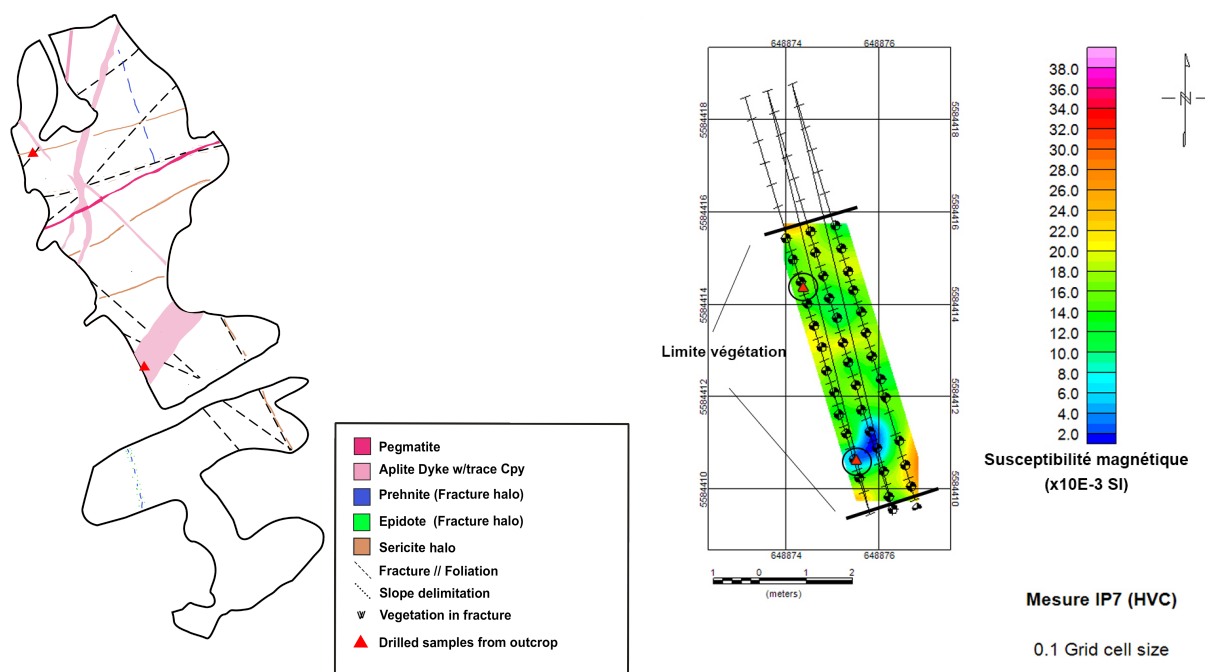 Pegmatite
Aplite Dyke w/trace Cpy
Prehnite (Fracture halo)
Epidote (Fracture halo)
Sericite halo
Fracture // Foliation
Slope delimitation
Vegetation in fracture
Drilled samples from outcrop
648874 648876
5584418 5584418
5584416 5584416
5584414 5584414
Limite végétation
5584412 5584412
5584410 5584410
648874 648876
1 0 1 2
(meters)
38.0
36.0
34.0
32.0
30.0
28.0
26.0
24.0
22.0
20.0
18.0
16.0
14.0
12.0
10.0
8.0
6.0
4.0
2.0
Susceptibilité magnétique
(x10E-3 SI)
N
Mesure IP7 (HVC)
0.1 Grid cell size